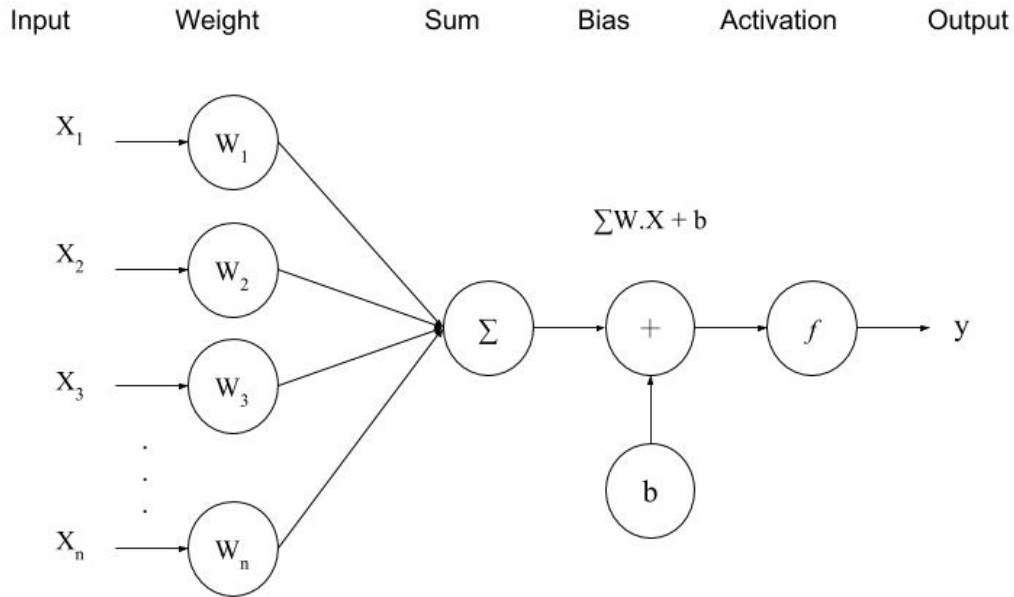 Input Weight Sum Bias Activation Output
X₁ W₁
∑W.X + b
X₂ W₂
∑ + f y
X₃ W₃
.
.
.
b
Xₙ Wₙ